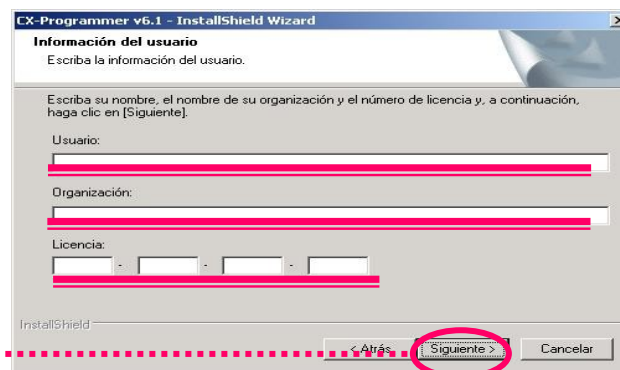 CX-Programmer v6.1 - InstallShield Wizard
Información del usuario
Escriba la información del usuario.
Escriba su nombre, el nombre de su organización y el número de licencia y, a continuación,
haga clic en [Siguiente].
Usuario:
Organización:
Licencia:
- - -
InstallShield
< Atrás Siguiente > Cancelar